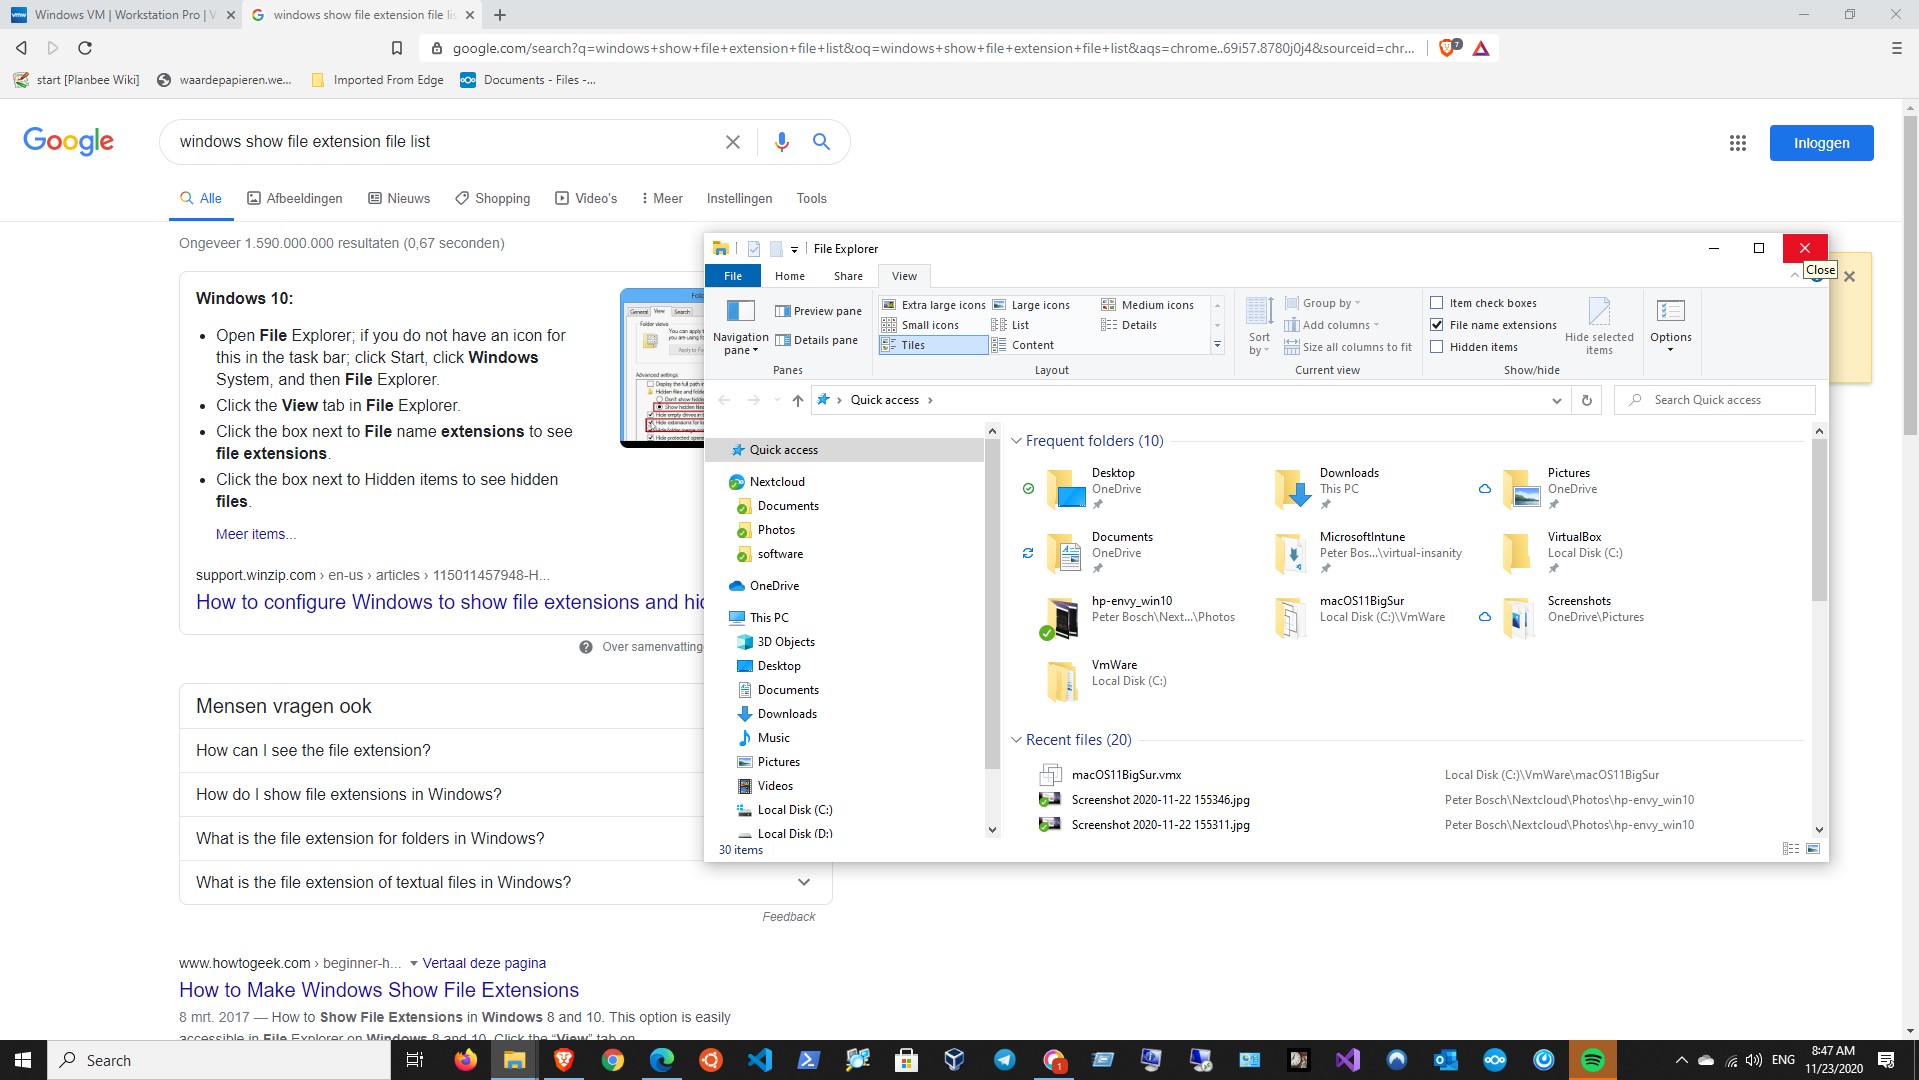 Windows VM | Workstation Pro | V
windows show file extension file lis
google.com/search?q=windows+show+file+extension+file+list&oq=windows+show+file+extension+file+list&aqs=chrome..69i57.8780j0j4&sourceid=chr...
7
start [Planbee Wiki]
waardepapieren.we...
Imported From Edge
Documents - Files -...
Google
windows show file extension file list
Inloggen
Alle
Afbeeldingen
Nieuws
Shopping
Video's
Meer
Instellingen
Tools
Ongeveer 1.590.000.000 resultaten (0,67 seconden)
Windows 10:
• Open File Explorer; if you do not have an icon for
this in the task bar; click Start, click Windows
System, and then File Explorer.
• Click the View tab in File Explorer.
• Click the box next to File name extensions to see
file extensions.
• Click the box next to Hidden items to see hidden
files.
Meer items...
General View Search
Folder views
Advanced settings:
support.winzip.com › en-us › articles › 115011457948-H...
How to configure Windows to show file extensions and hid
Over samenvatting
Mensen vragen ook
How can I see the file extension?
How do I show file extensions in Windows?
What is the file extension for folders in Windows?
What is the file extension of textual files in Windows?
Feedback
www.howtogeek.com › beginner-h...
Vertaal deze pagina
How to Make Windows Show File Extensions
8 mrt. 2017 — How to Show File Extensions in Windows 8 and 10. This option is easily
accessible in File Explorer on Windows 8 and 10. Click the “View” tab on
File Explorer
Close
File
Home
Share
View
Navigation pane
Preview pane
Details pane
Panes
Extra large icons
Large icons
Medium icons
Small icons
List
Details
Tiles
Content
Layout
Sort by
Group by
Add columns
Size all columns to fit
Current view
Item check boxes
File name extensions
Hidden items
Hide selected items
Show/hide
Options
Quick access
Search Quick access
Quick access
Nextcloud
Documents
Photos
software
OneDrive
This PC
3D Objects
Desktop
Documents
Downloads
Music
Pictures
Videos
Local Disk (C:)
Local Disk (D:)
Frequent folders (10)
Desktop
OneDrive
Downloads
This PC
Pictures
OneDrive
Documents
OneDrive
MicrosoftIntune
Peter Bos...\virtual-insanity
VirtualBox
Local Disk (C:)
hp-envy_win10
Peter Bosch\Next...\Photos
macOS11BigSur
Local Disk (C:)\VmWare
Screenshots
OneDrive\Pictures
VmWare
Local Disk (C:)
Recent files (20)
macOS11BigSur.vmx
Local Disk (C:)\VmWare\macOS11BigSur
Screenshot 2020-11-22 155346.jpg
Peter Bosch\Nextcloud\Photos\hp-envy_win10
Screenshot 2020-11-22 155311.jpg
Peter Bosch\Nextcloud\Photos\hp-envy_win10
30 items
Search
1
ENG
8:47 AM
11/23/2020